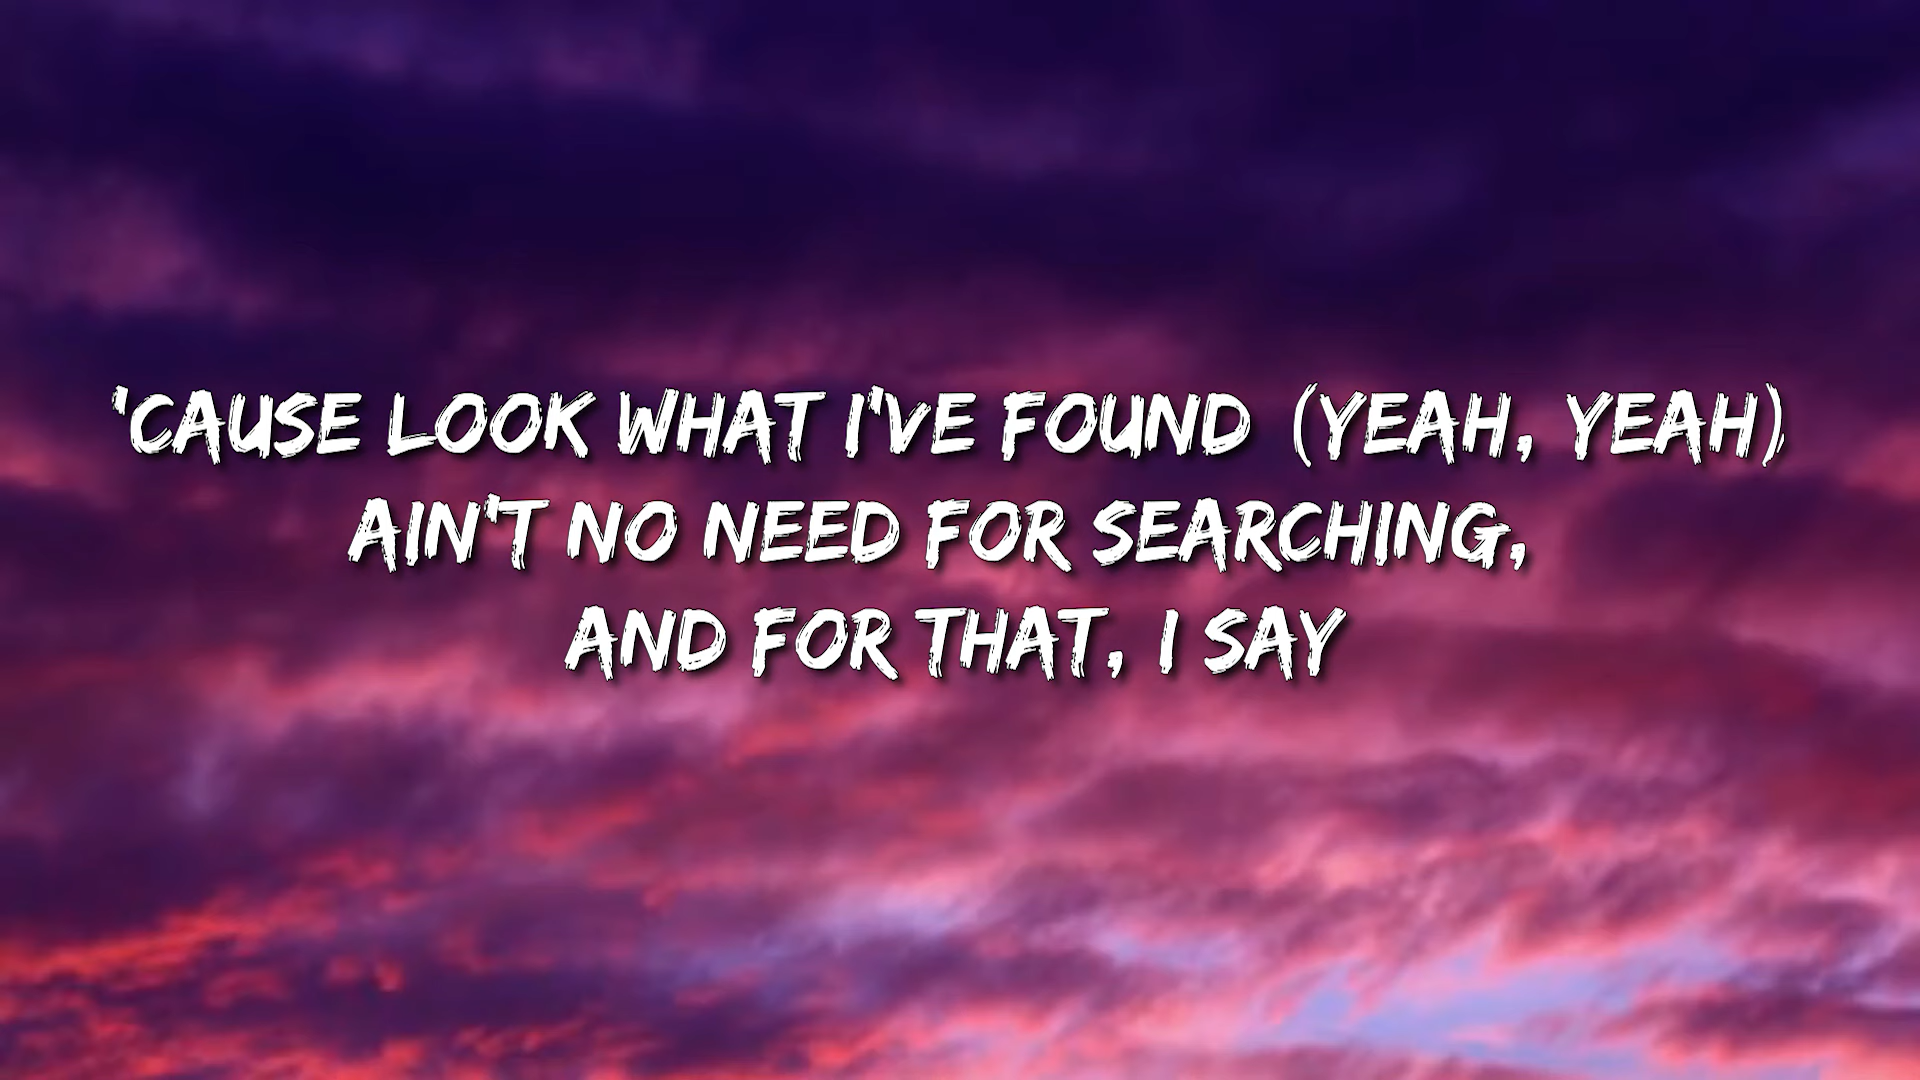 'CAUSE LOOK WHAT I'VE FOUND (YEAH, YEAH)
AIN'T NO NEED FOR SEARCHING,
AND FOR THAT, I SAY